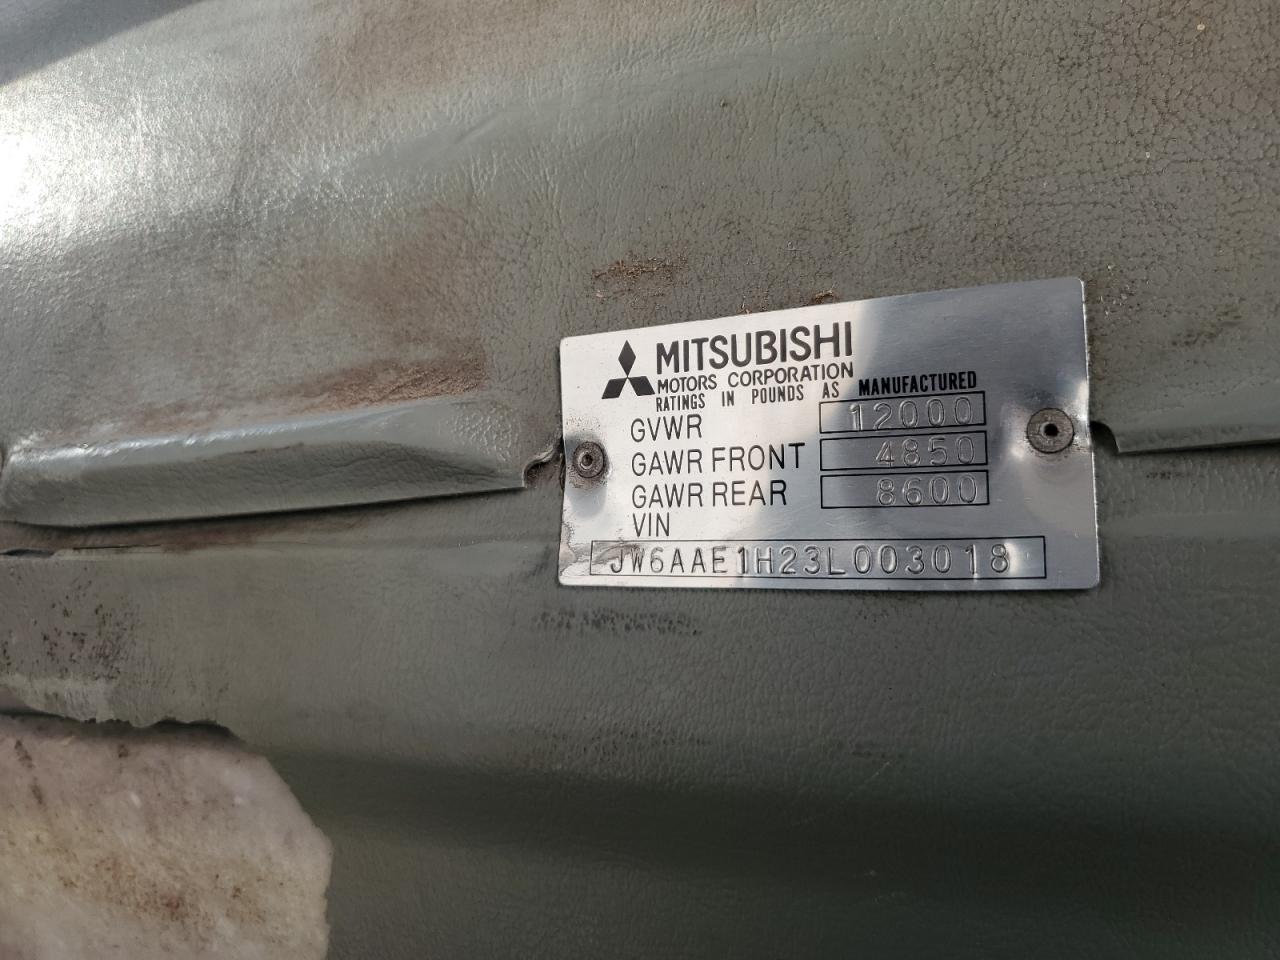 MITSUBISHI
MOTORS CORPORATION
RATINGS IN POUNDS AS MANUFACTURED
GVWR 12000
GAWR FRONT 4850
GAWR REAR 8600
VIN
JW6AAE1H23L003018